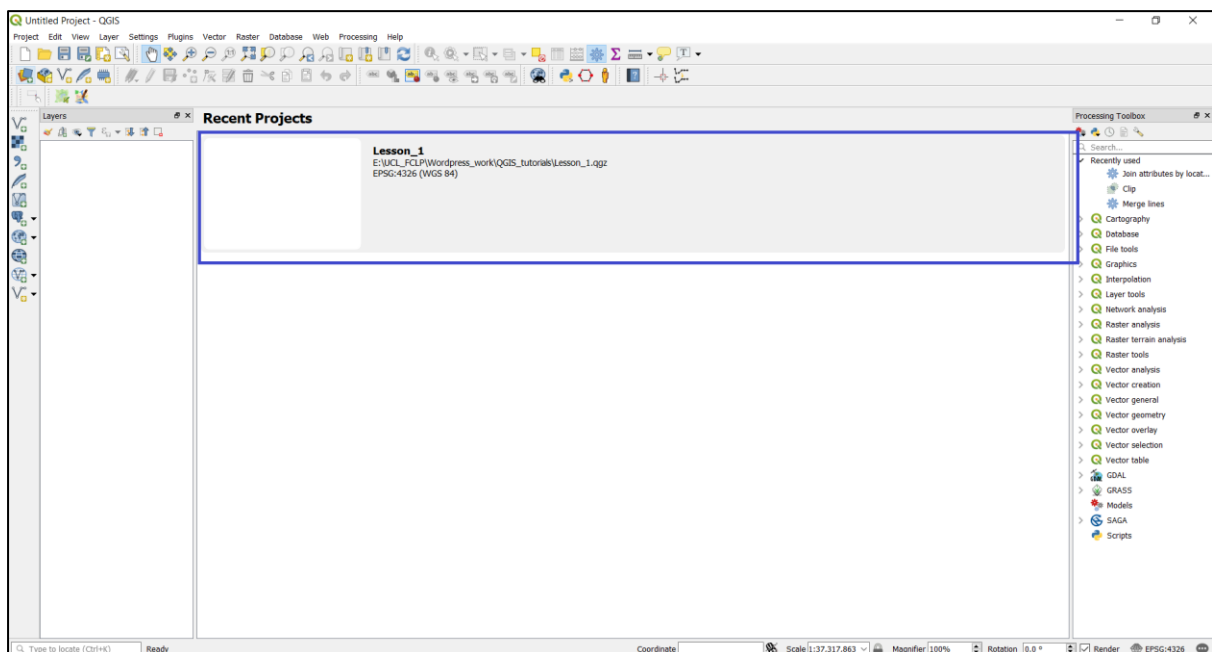 Untitled Project - QGIS
Project Edit View Layer Settings Plugins Vector Raster Database Web Processing Help
Layers
Recent Projects
Lesson_1
E:\UCL_FCLP\Wordpress_work\QGIS_tutorials\Lesson_1.qgz
EPSG:4326 (WGS 84)
Processing Toolbox
Search...
Recently used
Join attributes by locat...
Clip
Merge lines
Cartography
Database
File tools
Graphics
Interpolation
Layer tools
Network analysis
Raster analysis
Raster terrain analysis
Raster tools
Vector analysis
Vector creation
Vector general
Vector geometry
Vector overlay
Vector selection
Vector table
GDAL
GRASS
Models
SAGA
Scripts
Type to locate (Ctrl+K) Ready Coordinate Scale 1:37.317.863 Magnifier 100% Rotation 0.0 ° Render EPSG:4326